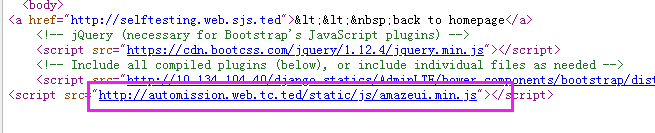 <body>
<a href="http://selftesting.web.sjs.ted">&lt;&lt;&nbsp;back to homepage</a>
<!-- jQuery (necessary for Bootstrap's JavaScript plugins) -->
<script src="https://cdn.bootcss.com/jquery/1.12.4/jquery.min.js"></script>
<!-- Include all compiled plugins (below), or include individual files as needed -->
<script src="http://10.134.104.40/django_statics/AdminLTE/bower_components/bootstrap/dist
<script src="http://automission.web.tc.ted/static/js/amazeui.min.js"></script>